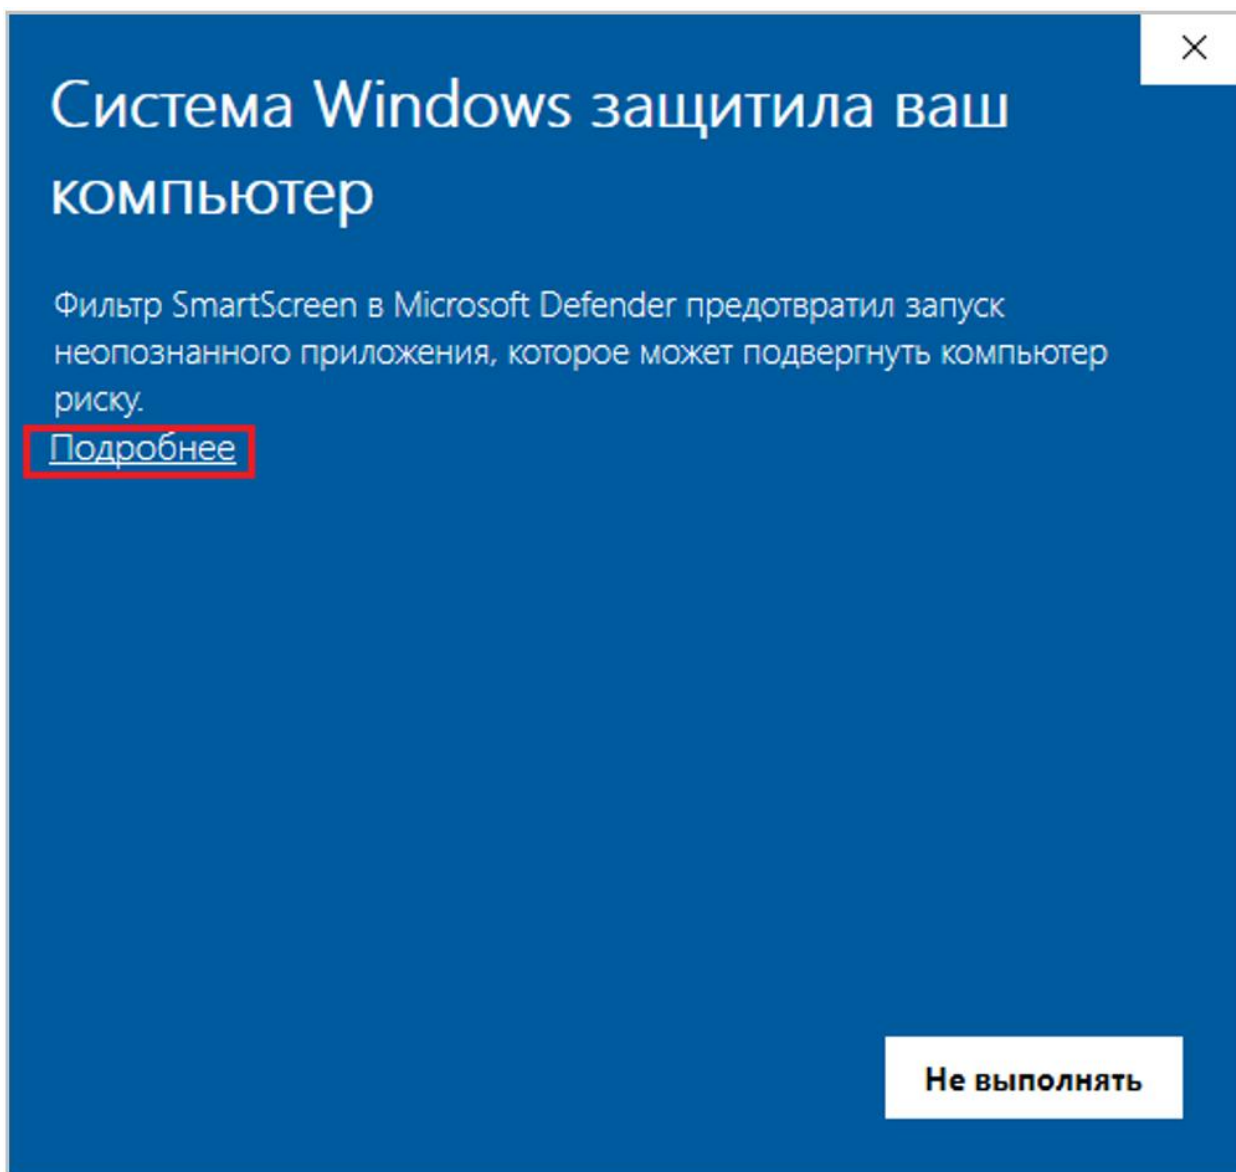 Система Windows защитила ваш
компьютер
Фильтр SmartScreen в Microsoft Defender предотвратил запуск
неопознанного приложения, которое может подвергнуть компьютер
риску.
Подробнее
Не выполнять